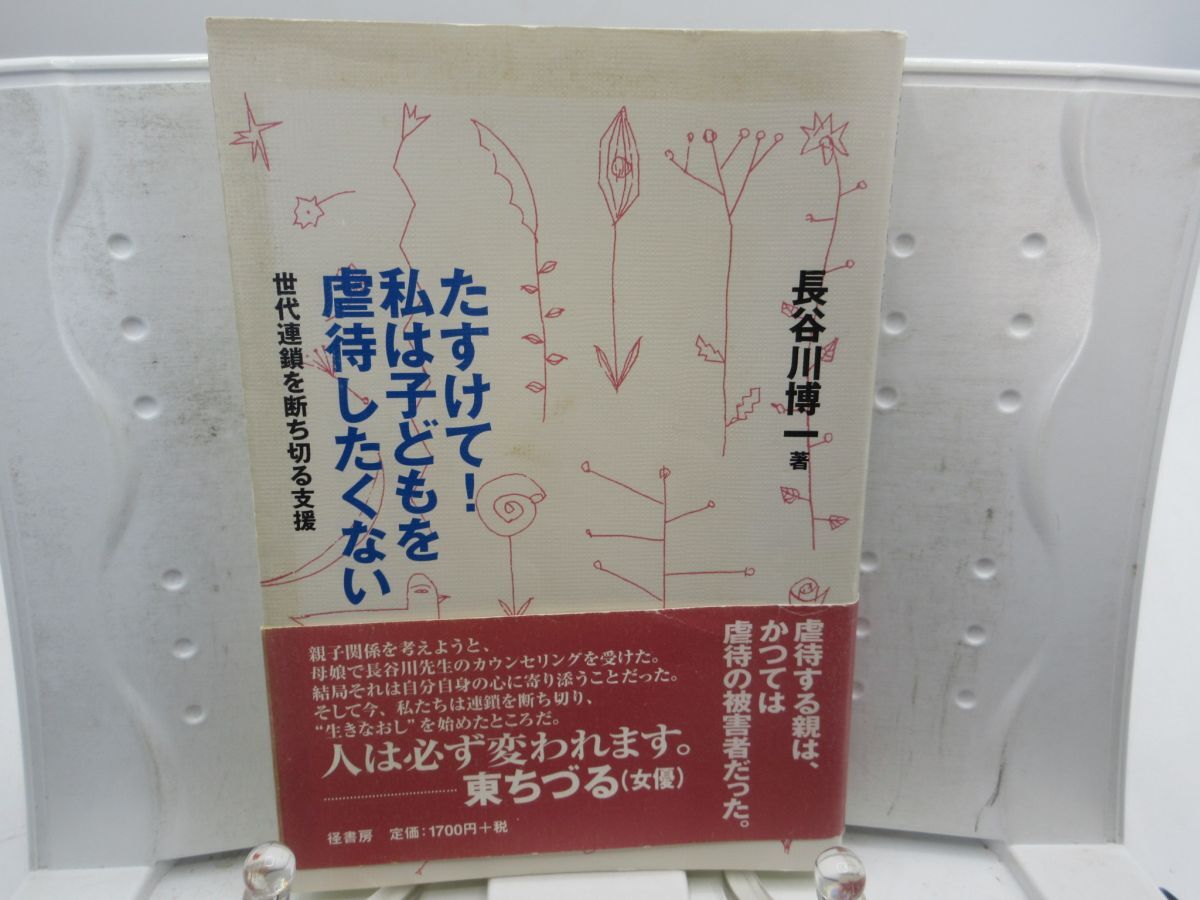 長谷川博一 著
たすけて!
私は子どもを
虐待したくない
世代連鎖を断ち切る支援
虐待する親は、
かつては
虐待の被害者だった。
親子関係を考えようと、
母娘で長谷川先生のカウンセリングを受けた。
結局それは自分自身の心に寄り添うことだった。
そして今、私たちは連鎖を断ち切り、
“生きなおし”を始めたところだ。
人は必ず変われます。
東ちづる(女優)
径書房 定価:1700円+税